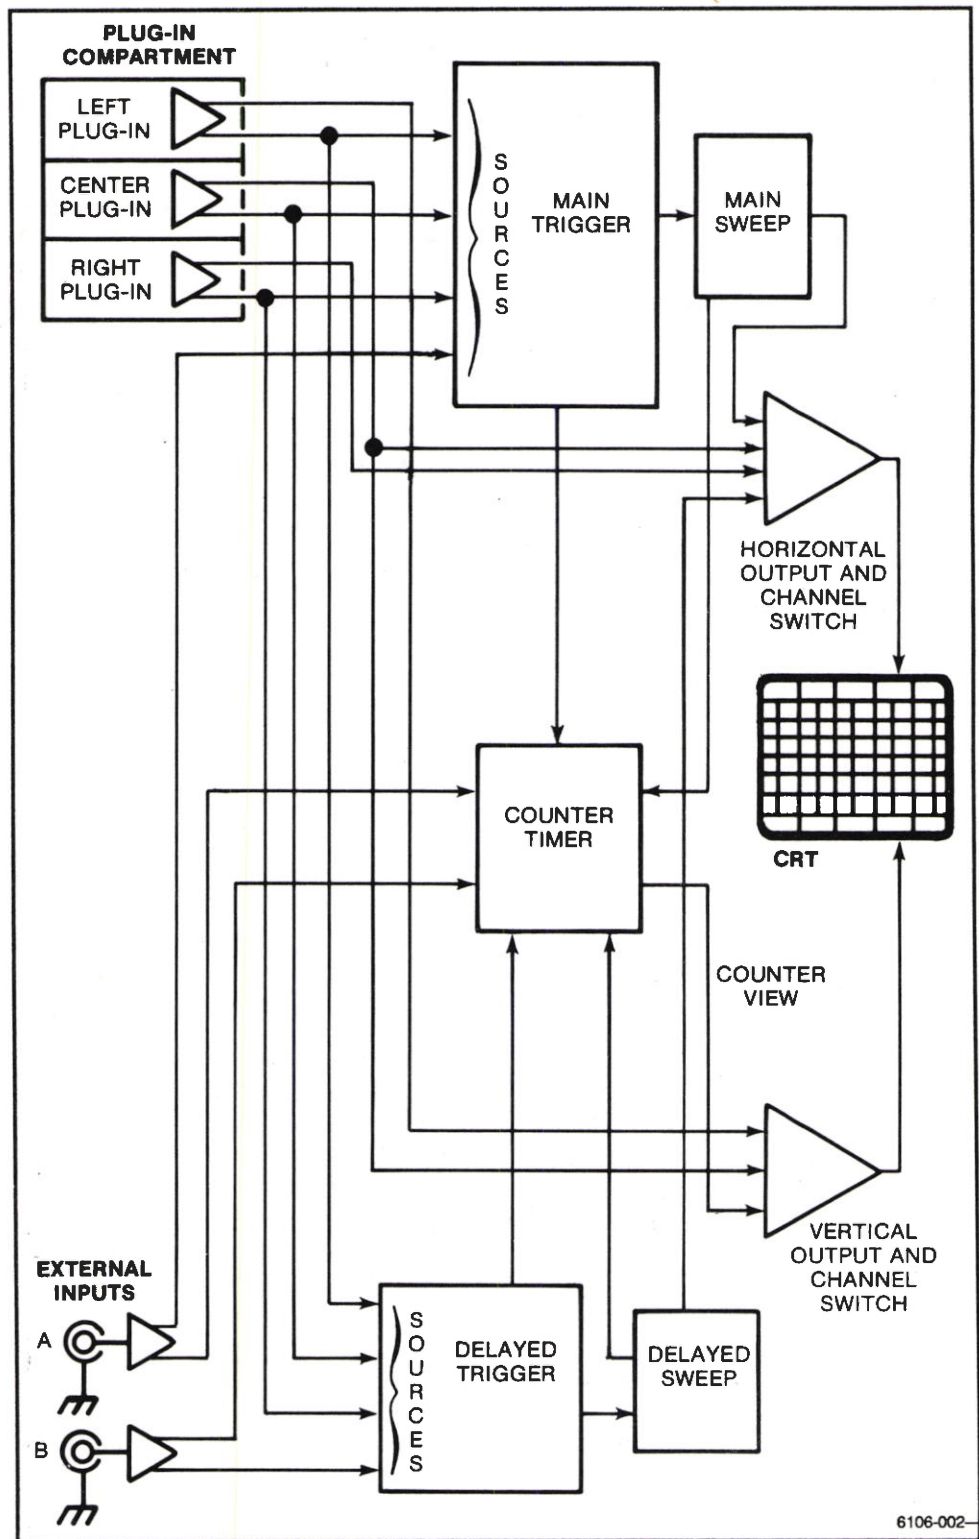 PLUG-IN
COMPARTMENT
LEFT
PLUG-IN
CENTER
PLUG-IN
RIGHT
PLUG-IN
SOURCES
MAIN
TRIGGER
MAIN
SWEEP
HORIZONTAL
OUTPUT AND
CHANNEL
SWITCH
CRT
COUNTER
TIMER
COUNTER
VIEW
VERTICAL
OUTPUT AND
CHANNEL
SWITCH
EXTERNAL
INPUTS
A
B
SOURCES
DELAYED
TRIGGER
DELAYED
SWEEP
6106-002-